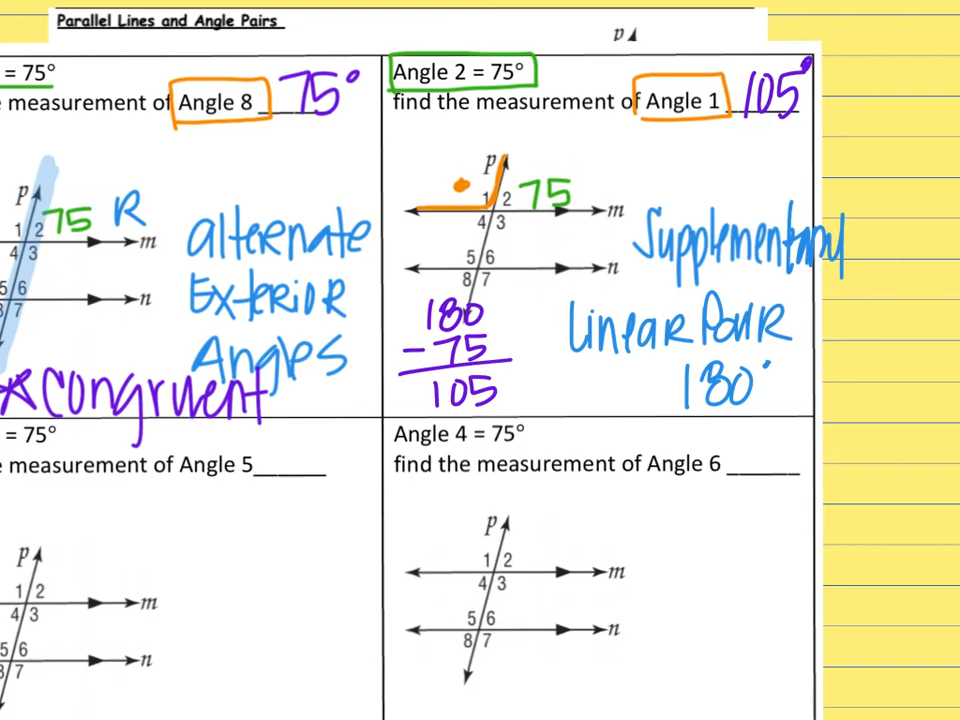 Parallel Lines and Angle Pairs
p
= 75°
measurement of Angle 8 75°
p
1 2 75 R
m
4 3
5 6
n
7
alternate
Exterior
Angles
*congruent
Angle 2 = 75°
find the measurement of Angle 1 105°
p
1 2 75
m
4 3
5 6
n
8 7
180
- 75
105
Supplementary
Linear Pair
180°
= 75°
measurement of Angle 5______
p
1 2
m
4 3
5 6
n
7
Angle 4 = 75°
find the measurement of Angle 6 ______
p
1 2
m
4 3
5 6
n
8 7